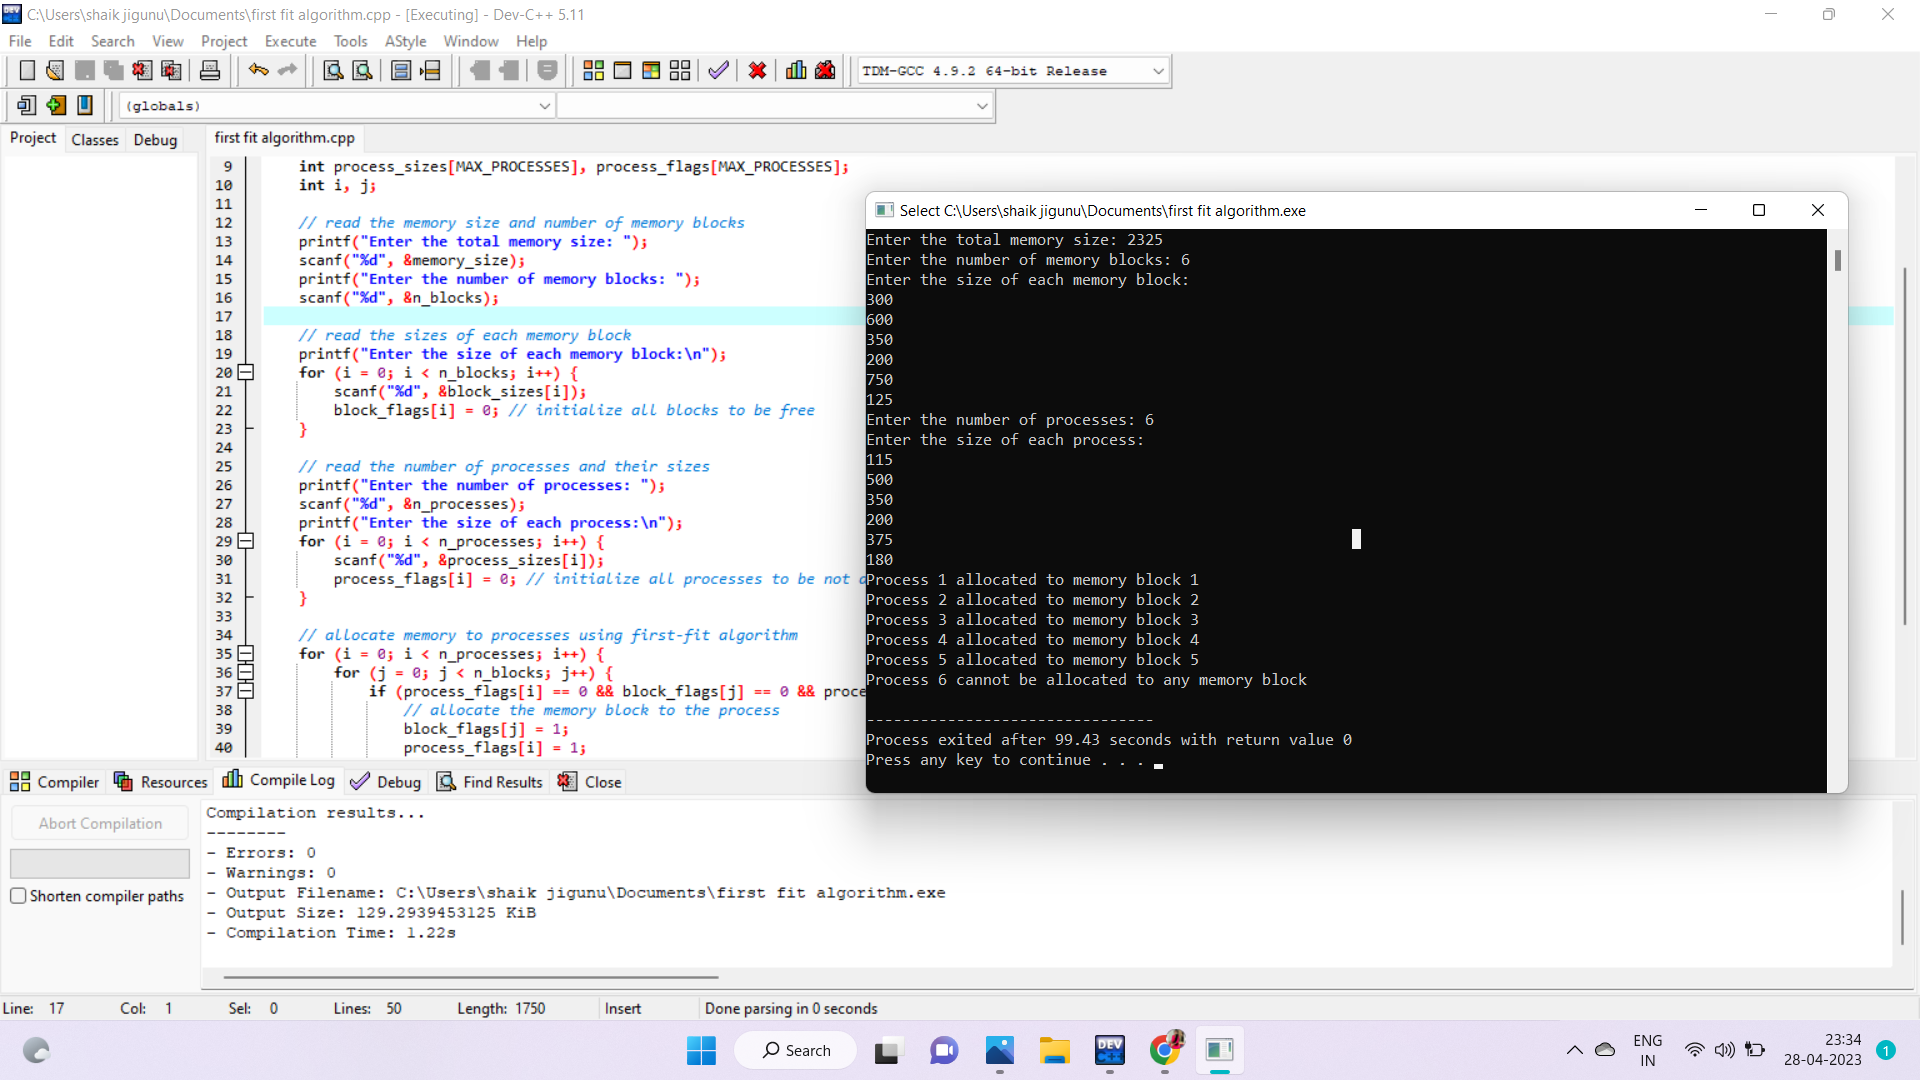 C:\Users\shaik jigunu\Documents\first fit algorithm.cpp - [Executing] - Dev-C++ 5.11
File Edit Search View Project Execute Tools AStyle Window Help
TDM-GCC 4.9.2 64-bit Release
(globals)
Project Classes Debug
first fit algorithm.cpp
9 int process_sizes[MAX_PROCESSES], process_flags[MAX_PROCESSES];
10 int i, j;
11
12 // read the memory size and number of memory blocks
13 printf("Enter the total memory size: ");
14 scanf("%d", &memory_size);
15 printf("Enter the number of memory blocks: ");
16 scanf("%d", &n_blocks);
17
18 // read the sizes of each memory block
19 printf("Enter the size of each memory block:\n");
20 for (i = 0; i < n_blocks; i++) {
21 scanf("%d", &block_sizes[i]);
22 block_flags[i] = 0; // initialize all blocks to be free
23 }
24
25 // read the number of processes and their sizes
26 printf("Enter the number of processes: ");
27 scanf("%d", &n_processes);
28 printf("Enter the size of each process:\n");
29 for (i = 0; i < n_processes; i++) {
30 scanf("%d", &process_sizes[i]);
31 process_flags[i] = 0; // initialize all processes to be not
32 }
33
34 // allocate memory to processes using first-fit algorithm
35 for (i = 0; i < n_processes; i++) {
36 for (j = 0; j < n_blocks; j++) {
37 if (process_flags[i] == 0 && block_flags[j] == 0 && proce
38 // allocate the memory block to the process
39 block_flags[j] = 1;
40 process_flags[i] = 1;
Select C:\Users\shaik jigunu\Documents\first fit algorithm.exe
Enter the total memory size: 2325
Enter the number of memory blocks: 6
Enter the size of each memory block:
300
600
350
200
750
125
Enter the number of processes: 6
Enter the size of each process:
115
500
350
200
375
180
Process 1 allocated to memory block 1
Process 2 allocated to memory block 2
Process 3 allocated to memory block 3
Process 4 allocated to memory block 4
Process 5 allocated to memory block 5
Process 6 cannot be allocated to any memory block
--------------------------------
Process exited after 99.43 seconds with return value 0
Press any key to continue . . .
Compiler Resources Compile Log Debug Find Results Close
Abort Compilation
Shorten compiler paths
Compilation results...
--------
- Errors: 0
- Warnings: 0
- Output Filename: C:\Users\shaik jigunu\Documents\first fit algorithm.exe
- Output Size: 129.2939453125 KiB
- Compilation Time: 1.22s
Line: 17 Col: 1 Sel: 0 Lines: 50 Length: 1750 Insert Done parsing in 0 seconds
Search
DEV C++
ENG
IN
23:34
28-04-2023
1